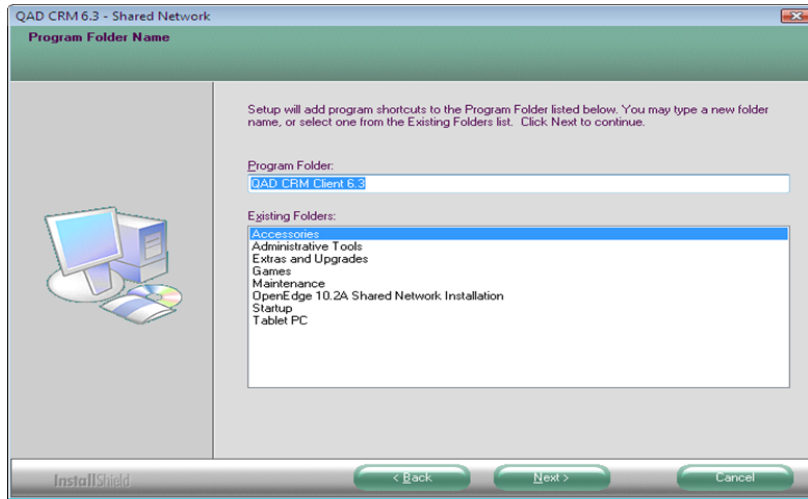 QAD CRM 6.3 - Shared Network
Program Folder Name
Setup will add program shortcuts to the Program Folder listed below. You may type a new folder
name, or select one from the Existing Folders list. Click Next to continue.
Program Folder:
QAD CRM Client 6.3
Existing Folders:
Accessories
Administrative Tools
Extras and Upgrades
Games
Maintenance
OpenEdge 10.2A Shared Network Installation
Startup
Tablet PC
InstallShield
< Back
Next >
Cancel